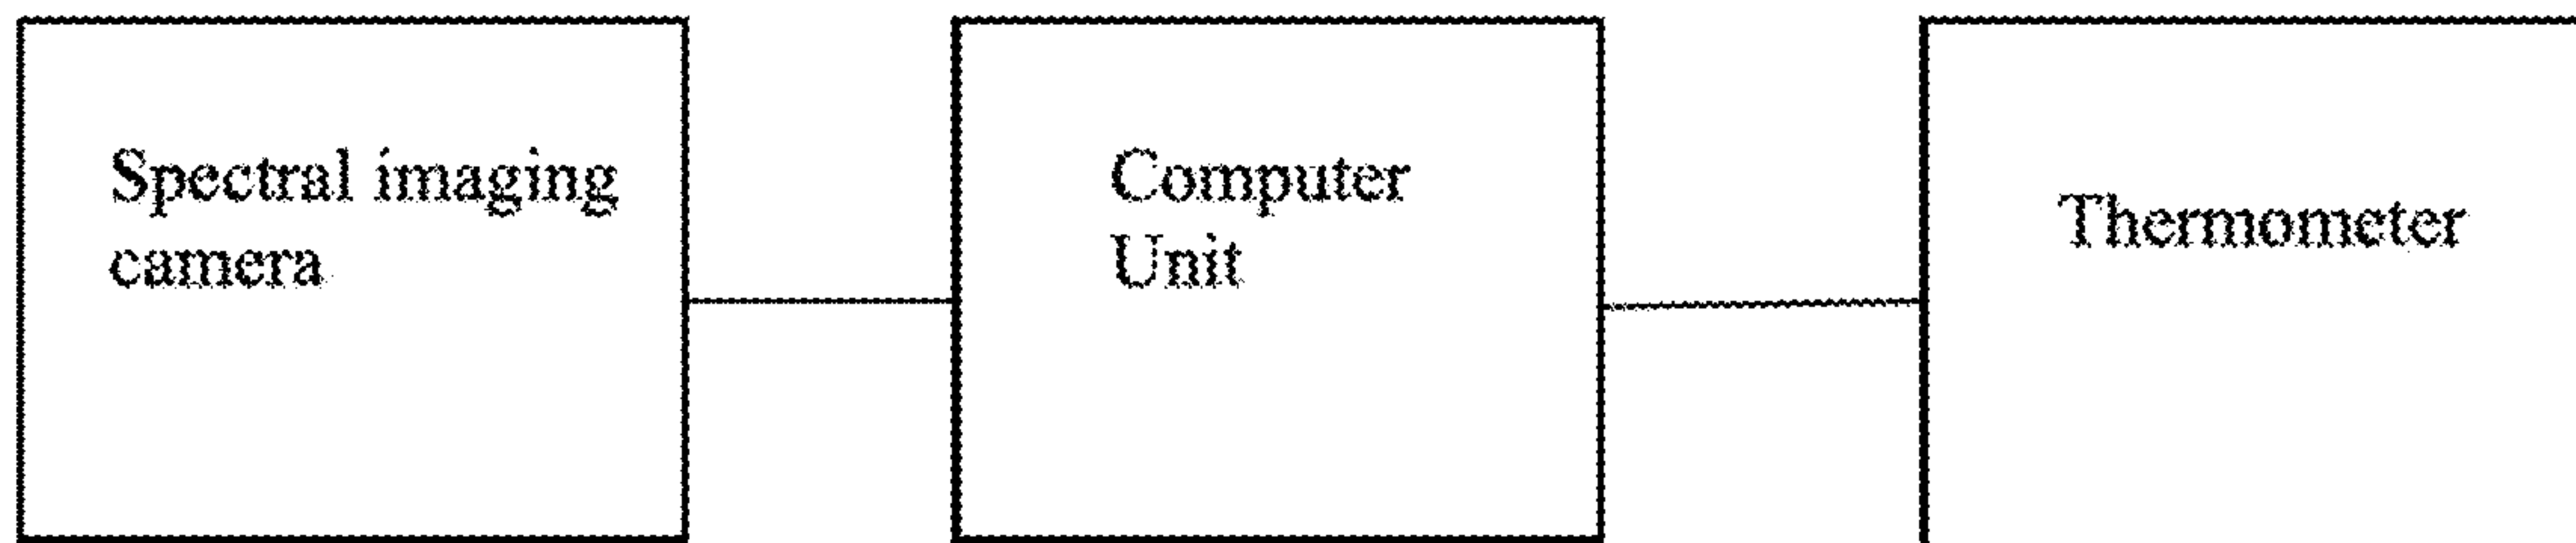 Spectral imaging
camera
Computer
Unit
Thermometer